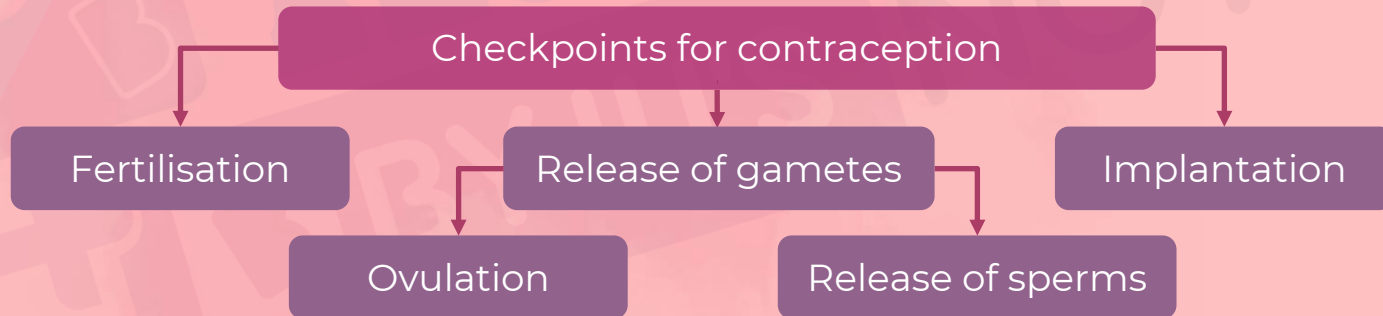 Checkpoints for contraception
Fertilisation
Release of gametes
Implantation
Ovulation
Release of sperms